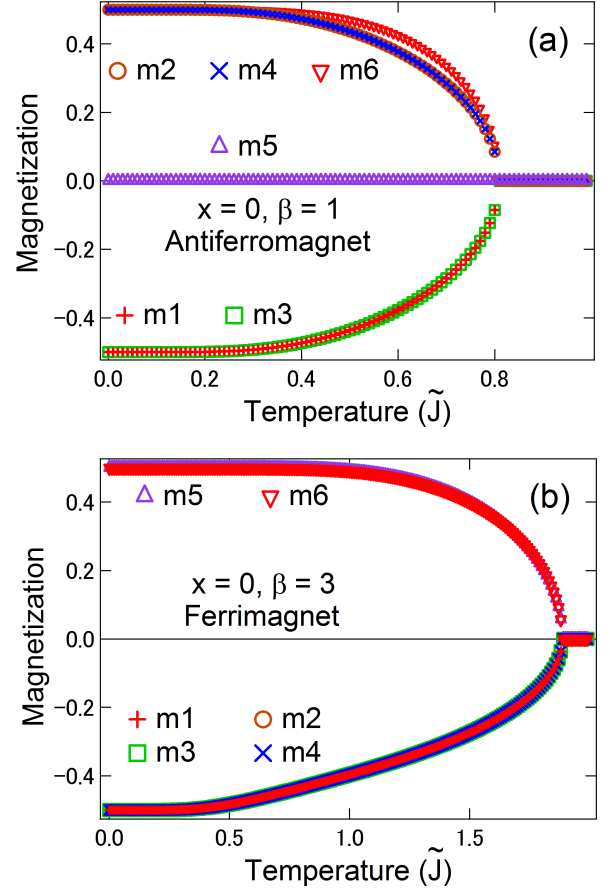 (a)
0.4
m2 m4 m6
0.2
m5
0.0
x = 0, β = 1
Antiferromagnet
−0.2
m1 m3
−0.4
Magnetization
0.0 0.2 0.4 0.6 0.8
Temperature (J̃)
(b)
0.4
m5 m6
0.2
x = 0, β = 3
Ferrimagnet
0.0
−0.2
m1 m2
m3 m4
−0.4
Magnetization
0.0 0.5 1.0 1.5
Temperature (J̃)